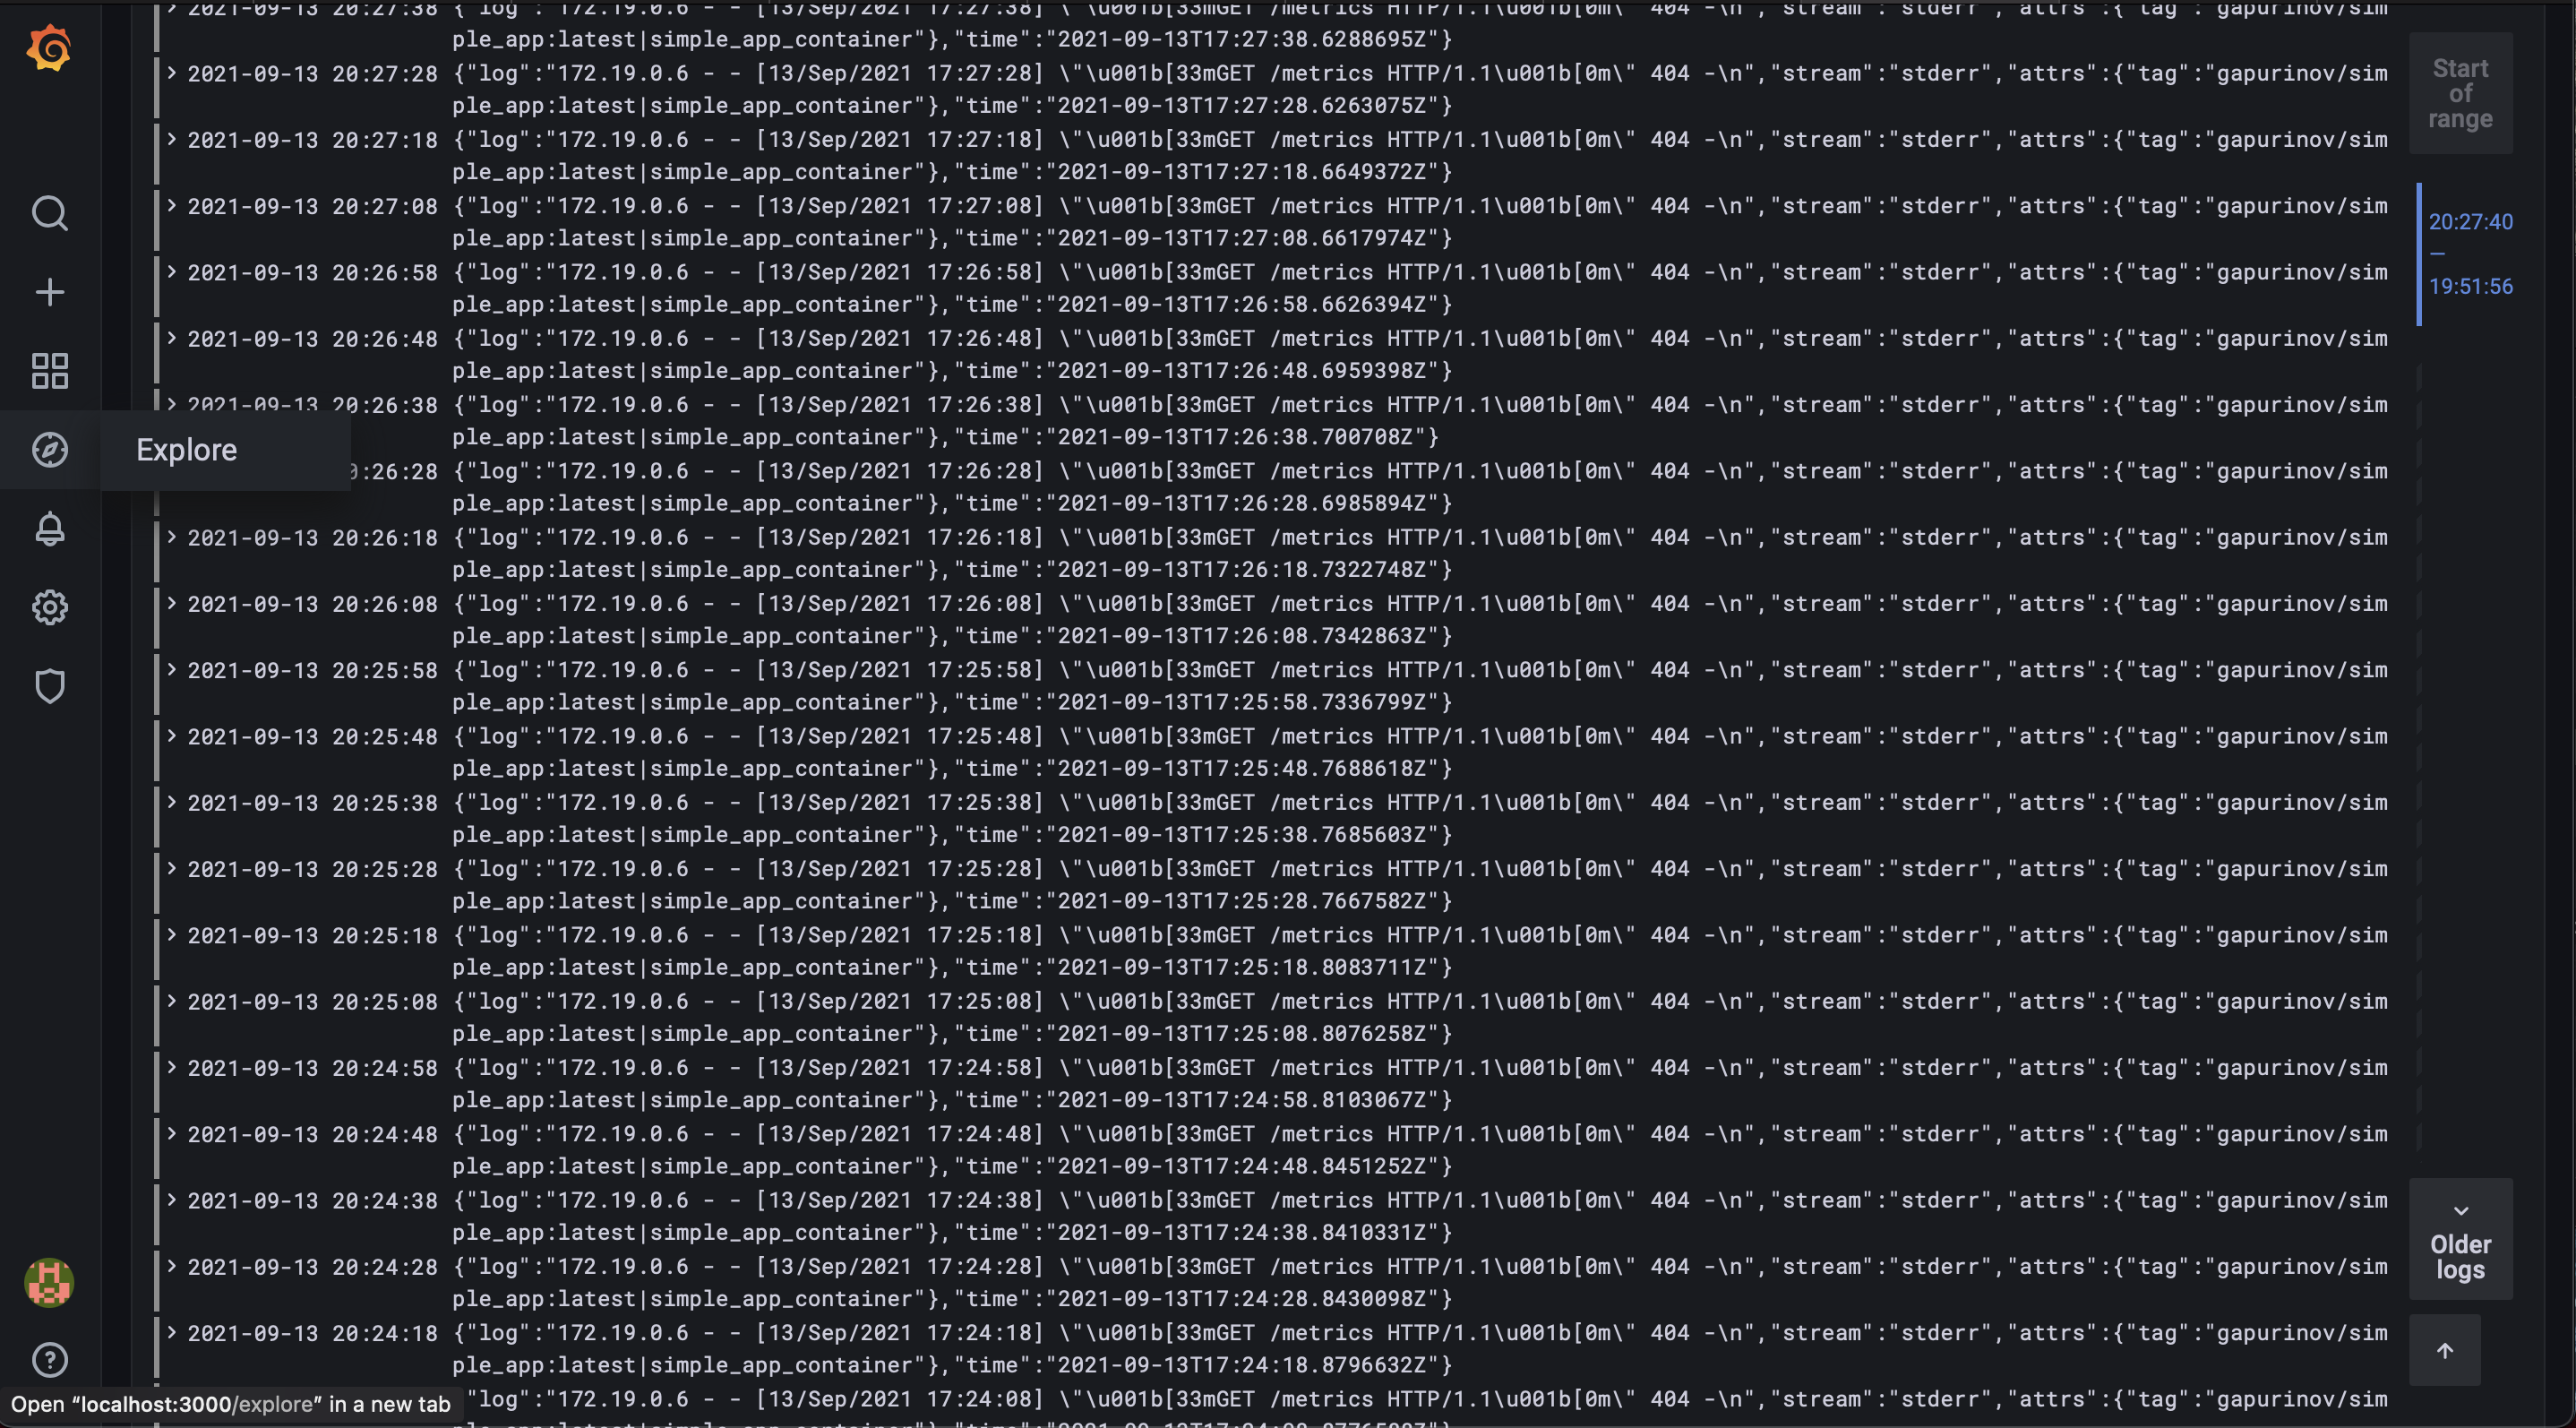 2021-09-13 20:27:38 {"log":"172.19.0.6 - - [13/Sep/2021 17:27:38] \"\u001b[33mGET /metrics HTTP/1.1\u001b[0m\" 404 -\n","stream":"stderr","attrs":{"tag":"gapurinov/sim
ple_app:latest|simple_app_container"},"time":"2021-09-13T17:27:38.6288695Z"}
2021-09-13 20:27:28 {"log":"172.19.0.6 - - [13/Sep/2021 17:27:28] \"\u001b[33mGET /metrics HTTP/1.1\u001b[0m\" 404 -\n","stream":"stderr","attrs":{"tag":"gapurinov/sim
ple_app:latest|simple_app_container"},"time":"2021-09-13T17:27:28.6263075Z"}
2021-09-13 20:27:18 {"log":"172.19.0.6 - - [13/Sep/2021 17:27:18] \"\u001b[33mGET /metrics HTTP/1.1\u001b[0m\" 404 -\n","stream":"stderr","attrs":{"tag":"gapurinov/sim
ple_app:latest|simple_app_container"},"time":"2021-09-13T17:27:18.6649372Z"}
2021-09-13 20:27:08 {"log":"172.19.0.6 - - [13/Sep/2021 17:27:08] \"\u001b[33mGET /metrics HTTP/1.1\u001b[0m\" 404 -\n","stream":"stderr","attrs":{"tag":"gapurinov/sim
ple_app:latest|simple_app_container"},"time":"2021-09-13T17:27:08.6617974Z"}
2021-09-13 20:26:58 {"log":"172.19.0.6 - - [13/Sep/2021 17:26:58] \"\u001b[33mGET /metrics HTTP/1.1\u001b[0m\" 404 -\n","stream":"stderr","attrs":{"tag":"gapurinov/sim
ple_app:latest|simple_app_container"},"time":"2021-09-13T17:26:58.6626394Z"}
2021-09-13 20:26:48 {"log":"172.19.0.6 - - [13/Sep/2021 17:26:48] \"\u001b[33mGET /metrics HTTP/1.1\u001b[0m\" 404 -\n","stream":"stderr","attrs":{"tag":"gapurinov/sim
ple_app:latest|simple_app_container"},"time":"2021-09-13T17:26:48.6959398Z"}
2021-09-13 20:26:38 {"log":"172.19.0.6 - - [13/Sep/2021 17:26:38] \"\u001b[33mGET /metrics HTTP/1.1\u001b[0m\" 404 -\n","stream":"stderr","attrs":{"tag":"gapurinov/sim
ple_app:latest|simple_app_container"},"time":"2021-09-13T17:26:38.700708Z"}
Explore
:26:28 {"log":"172.19.0.6 - - [13/Sep/2021 17:26:28] \"\u001b[33mGET /metrics HTTP/1.1\u001b[0m\" 404 -\n","stream":"stderr","attrs":{"tag":"gapurinov/sim
ple_app:latest|simple_app_container"},"time":"2021-09-13T17:26:28.6985894Z"}
2021-09-13 20:26:18 {"log":"172.19.0.6 - - [13/Sep/2021 17:26:18] \"\u001b[33mGET /metrics HTTP/1.1\u001b[0m\" 404 -\n","stream":"stderr","attrs":{"tag":"gapurinov/sim
ple_app:latest|simple_app_container"},"time":"2021-09-13T17:26:18.7322748Z"}
2021-09-13 20:26:08 {"log":"172.19.0.6 - - [13/Sep/2021 17:26:08] \"\u001b[33mGET /metrics HTTP/1.1\u001b[0m\" 404 -\n","stream":"stderr","attrs":{"tag":"gapurinov/sim
ple_app:latest|simple_app_container"},"time":"2021-09-13T17:26:08.7342863Z"}
2021-09-13 20:25:58 {"log":"172.19.0.6 - - [13/Sep/2021 17:25:58] \"\u001b[33mGET /metrics HTTP/1.1\u001b[0m\" 404 -\n","stream":"stderr","attrs":{"tag":"gapurinov/sim
ple_app:latest|simple_app_container"},"time":"2021-09-13T17:25:58.7336799Z"}
2021-09-13 20:25:48 {"log":"172.19.0.6 - - [13/Sep/2021 17:25:48] \"\u001b[33mGET /metrics HTTP/1.1\u001b[0m\" 404 -\n","stream":"stderr","attrs":{"tag":"gapurinov/sim
ple_app:latest|simple_app_container"},"time":"2021-09-13T17:25:48.7688618Z"}
2021-09-13 20:25:38 {"log":"172.19.0.6 - - [13/Sep/2021 17:25:38] \"\u001b[33mGET /metrics HTTP/1.1\u001b[0m\" 404 -\n","stream":"stderr","attrs":{"tag":"gapurinov/sim
ple_app:latest|simple_app_container"},"time":"2021-09-13T17:25:38.7685603Z"}
2021-09-13 20:25:28 {"log":"172.19.0.6 - - [13/Sep/2021 17:25:28] \"\u001b[33mGET /metrics HTTP/1.1\u001b[0m\" 404 -\n","stream":"stderr","attrs":{"tag":"gapurinov/sim
ple_app:latest|simple_app_container"},"time":"2021-09-13T17:25:28.7667582Z"}
2021-09-13 20:25:18 {"log":"172.19.0.6 - - [13/Sep/2021 17:25:18] \"\u001b[33mGET /metrics HTTP/1.1\u001b[0m\" 404 -\n","stream":"stderr","attrs":{"tag":"gapurinov/sim
ple_app:latest|simple_app_container"},"time":"2021-09-13T17:25:18.8083711Z"}
2021-09-13 20:25:08 {"log":"172.19.0.6 - - [13/Sep/2021 17:25:08] \"\u001b[33mGET /metrics HTTP/1.1\u001b[0m\" 404 -\n","stream":"stderr","attrs":{"tag":"gapurinov/sim
ple_app:latest|simple_app_container"},"time":"2021-09-13T17:25:08.8076258Z"}
2021-09-13 20:24:58 {"log":"172.19.0.6 - - [13/Sep/2021 17:24:58] \"\u001b[33mGET /metrics HTTP/1.1\u001b[0m\" 404 -\n","stream":"stderr","attrs":{"tag":"gapurinov/sim
ple_app:latest|simple_app_container"},"time":"2021-09-13T17:24:58.8103067Z"}
2021-09-13 20:24:48 {"log":"172.19.0.6 - - [13/Sep/2021 17:24:48] \"\u001b[33mGET /metrics HTTP/1.1\u001b[0m\" 404 -\n","stream":"stderr","attrs":{"tag":"gapurinov/sim
ple_app:latest|simple_app_container"},"time":"2021-09-13T17:24:48.8451252Z"}
2021-09-13 20:24:38 {"log":"172.19.0.6 - - [13/Sep/2021 17:24:38] \"\u001b[33mGET /metrics HTTP/1.1\u001b[0m\" 404 -\n","stream":"stderr","attrs":{"tag":"gapurinov/sim
ple_app:latest|simple_app_container"},"time":"2021-09-13T17:24:38.8410331Z"}
2021-09-13 20:24:28 {"log":"172.19.0.6 - - [13/Sep/2021 17:24:28] \"\u001b[33mGET /metrics HTTP/1.1\u001b[0m\" 404 -\n","stream":"stderr","attrs":{"tag":"gapurinov/sim
ple_app:latest|simple_app_container"},"time":"2021-09-13T17:24:28.8430098Z"}
2021-09-13 20:24:18 {"log":"172.19.0.6 - - [13/Sep/2021 17:24:18] \"\u001b[33mGET /metrics HTTP/1.1\u001b[0m\" 404 -\n","stream":"stderr","attrs":{"tag":"gapurinov/sim
ple_app:latest|simple_app_container"},"time":"2021-09-13T17:24:18.8796632Z"}
"log":"172.19.0.6 - - [13/Sep/2021 17:24:08] \"\u001b[33mGET /metrics HTTP/1.1\u001b[0m\" 404 -\n","stream":"stderr","attrs":{"tag":"gapurinov/sim
Open “localhost:3000/explore” in a new tab
Start
of
range
20:27:40
—
19:51:56
Older
logs